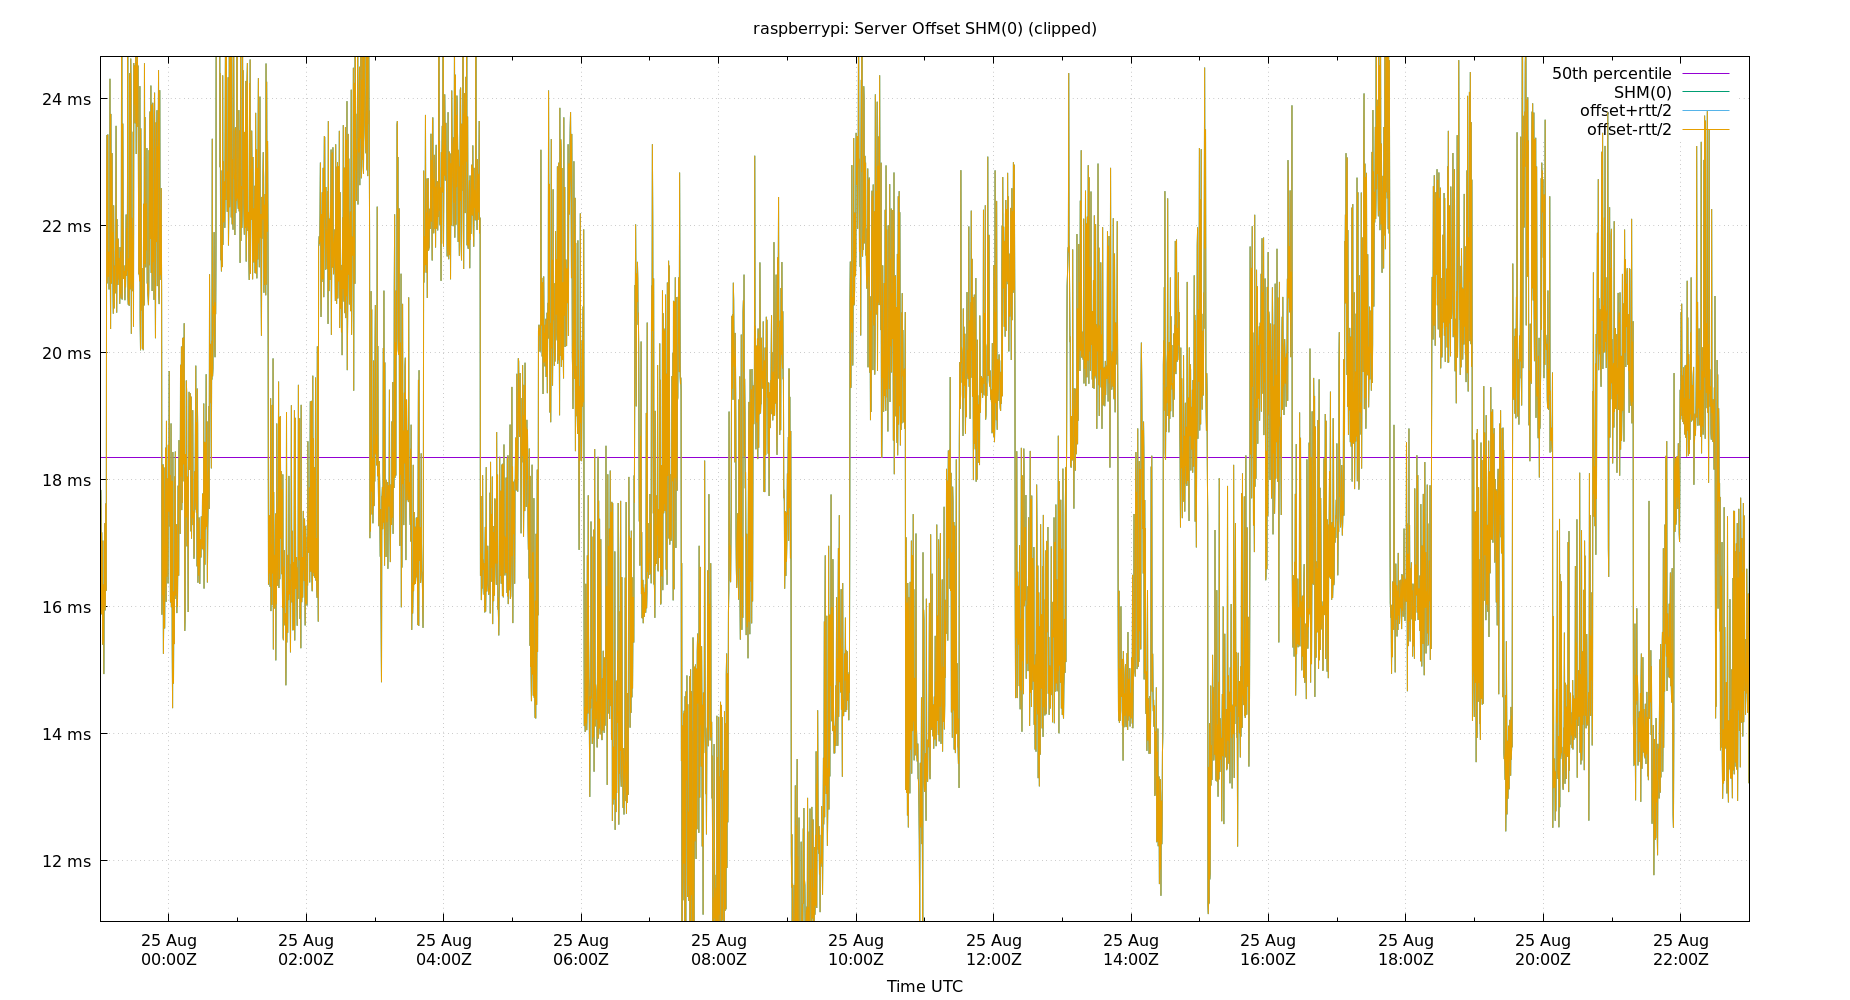 raspberrypi: Server Offset SHM(0) (clipped)
50th percentile
SHM(0)
offset+rtt/2
offset-rtt/2
24 ms
22 ms
20 ms
18 ms
16 ms
14 ms
12 ms
25 Aug 25 Aug 25 Aug 25 Aug 25 Aug 25 Aug 25 Aug 25 Aug 25 Aug 25 Aug 25 Aug 25 Aug
00:00Z 02:00Z 04:00Z 06:00Z 08:00Z 10:00Z 12:00Z 14:00Z 16:00Z 18:00Z 20:00Z 22:00Z
Time UTC